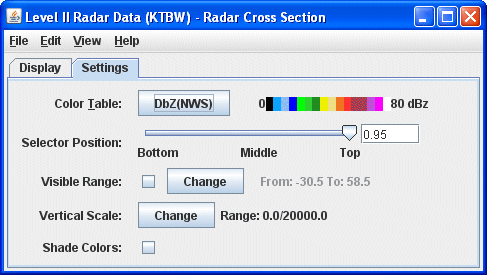 Level II Radar Data (KTBW) - Radar Cross Section
File Edit View Help
Display Settings
Color Table: DbZ(NWS) 0 80 dBz
Selector Position: 0.95
Bottom Middle Top
Visible Range: Change From: -30.5 To: 58.5
Vertical Scale: Change Range: 0.0/20000.0
Shade Colors: